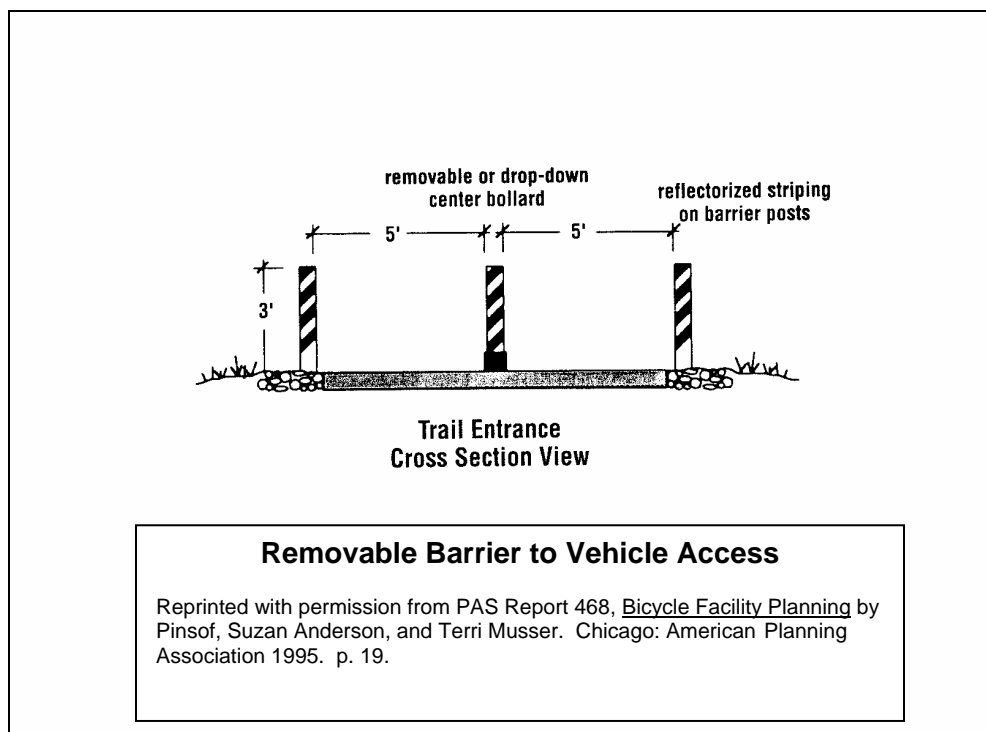 removable or drop-down
center bollard
reflectorized striping
on barrier posts
5'
5'
3'
Trail Entrance
Cross Section View
Removable Barrier to Vehicle Access
Reprinted with permission from PAS Report 468, Bicycle Facility Planning by
Pinsof, Suzan Anderson, and Terri Musser.  Chicago: American Planning
Association 1995.  p. 19.